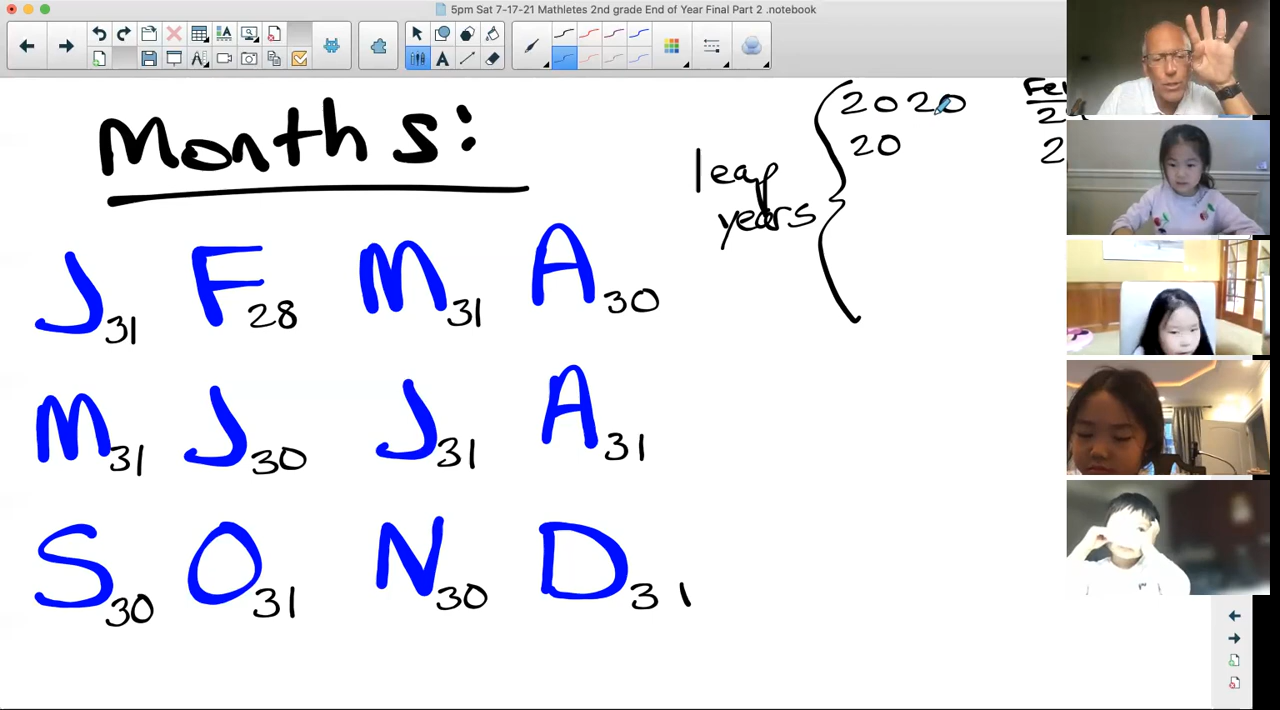 5pm Sat 7-17-21 Mathletes 2nd grade End of Year Final Part 2 .notebook
Months:
J31 F28 M31 A30
M31 J30 J31 A31
S30 O31 N30 D31
leap
years
2020
20